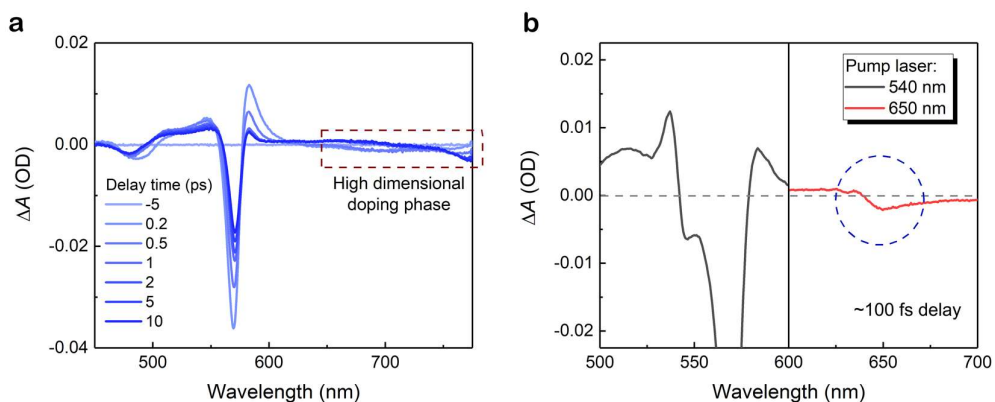 a
0.02
0.00
-0.02
-0.04
ΔA (OD)
Delay time (ps)
-5
0.2
0.5
1
2
5
10
High dimensional
doping phase
500
600
700
Wavelength (nm)
b
0.02
0.01
0.00
-0.01
-0.02
ΔA (OD)
Pump laser:
540 nm
650 nm
~100 fs delay
500
550
600
650
700
Wavelength (nm)